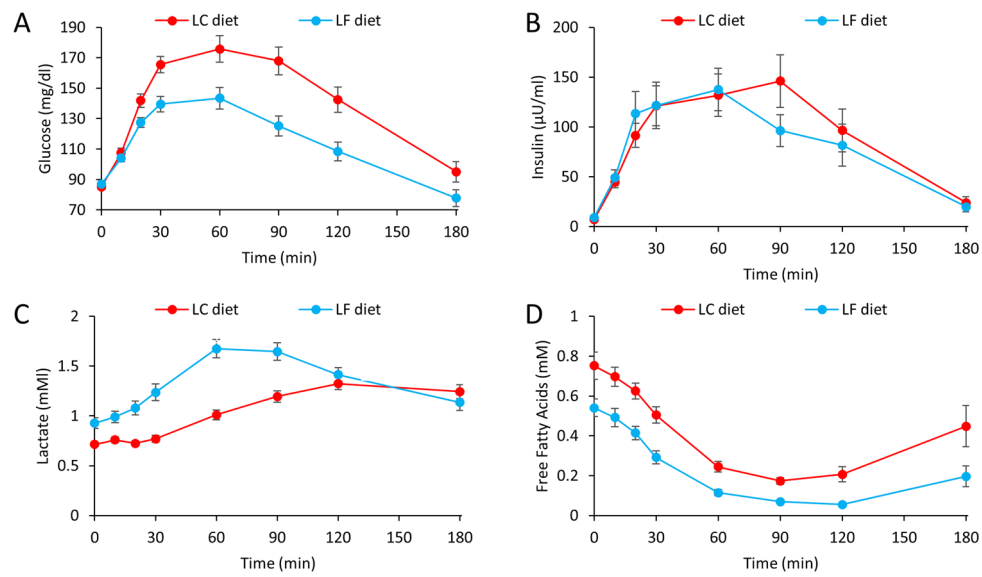 A
LC diet
LF diet
190
170
150
130
110
90
70
Glucose (mg/dl)
0 30 60 90 120 150 180
Time (min)
B
LC diet
LF diet
200
150
100
50
0
Insulin (µU/ml)
0 30 60 90 120 150 180
Time (min)
C
LC diet
LF diet
2
1.5
1
0.5
0
Lactate (mMl)
0 30 60 90 120 150 180
Time (min)
D
LC diet
LF diet
1
0.8
0.6
0.4
0.2
0
Free Fatty Acids (mM)
0 30 60 90 120 150 180
Time (min)